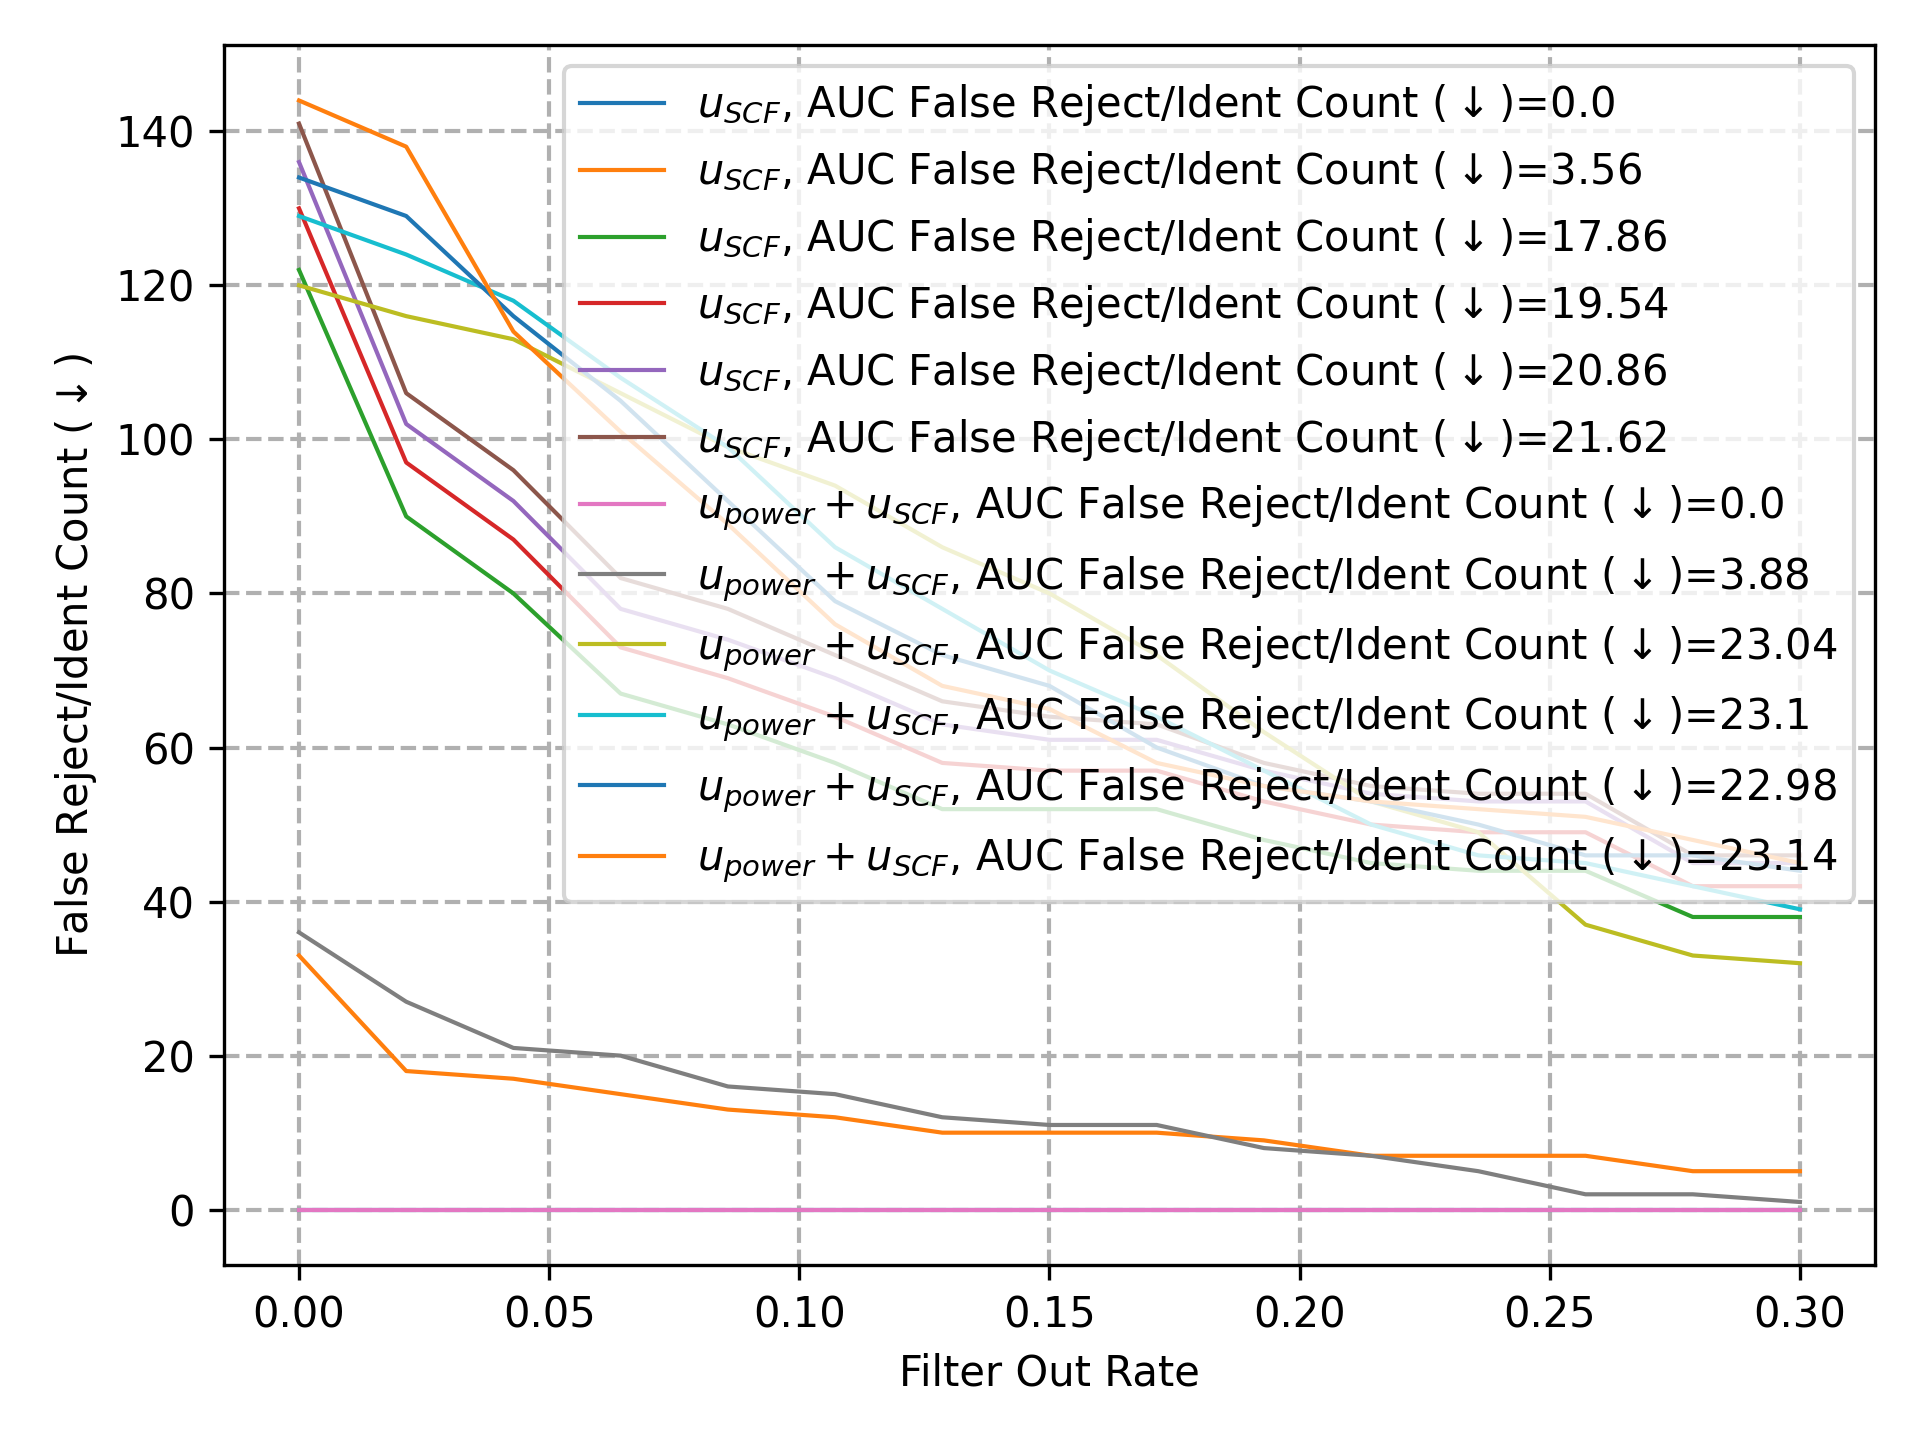 140
120
100
80
60
40
20
0
False Reject/Ident Count (↓)
u_SCF, AUC False Reject/Ident Count (↓)=0.0
u_SCF, AUC False Reject/Ident Count (↓)=3.56
u_SCF, AUC False Reject/Ident Count (↓)=17.86
u_SCF, AUC False Reject/Ident Count (↓)=19.54
u_SCF, AUC False Reject/Ident Count (↓)=20.86
u_SCF, AUC False Reject/Ident Count (↓)=21.62
u_power + u_SCF, AUC False Reject/Ident Count (↓)=0.0
u_power + u_SCF, AUC False Reject/Ident Count (↓)=3.88
u_power + u_SCF, AUC False Reject/Ident Count (↓)=23.04
u_power + u_SCF, AUC False Reject/Ident Count (↓)=23.1
u_power + u_SCF, AUC False Reject/Ident Count (↓)=22.98
u_power + u_SCF, AUC False Reject/Ident Count (↓)=23.14
0.00 0.05 0.10 0.15 0.20 0.25 0.30
Filter Out Rate